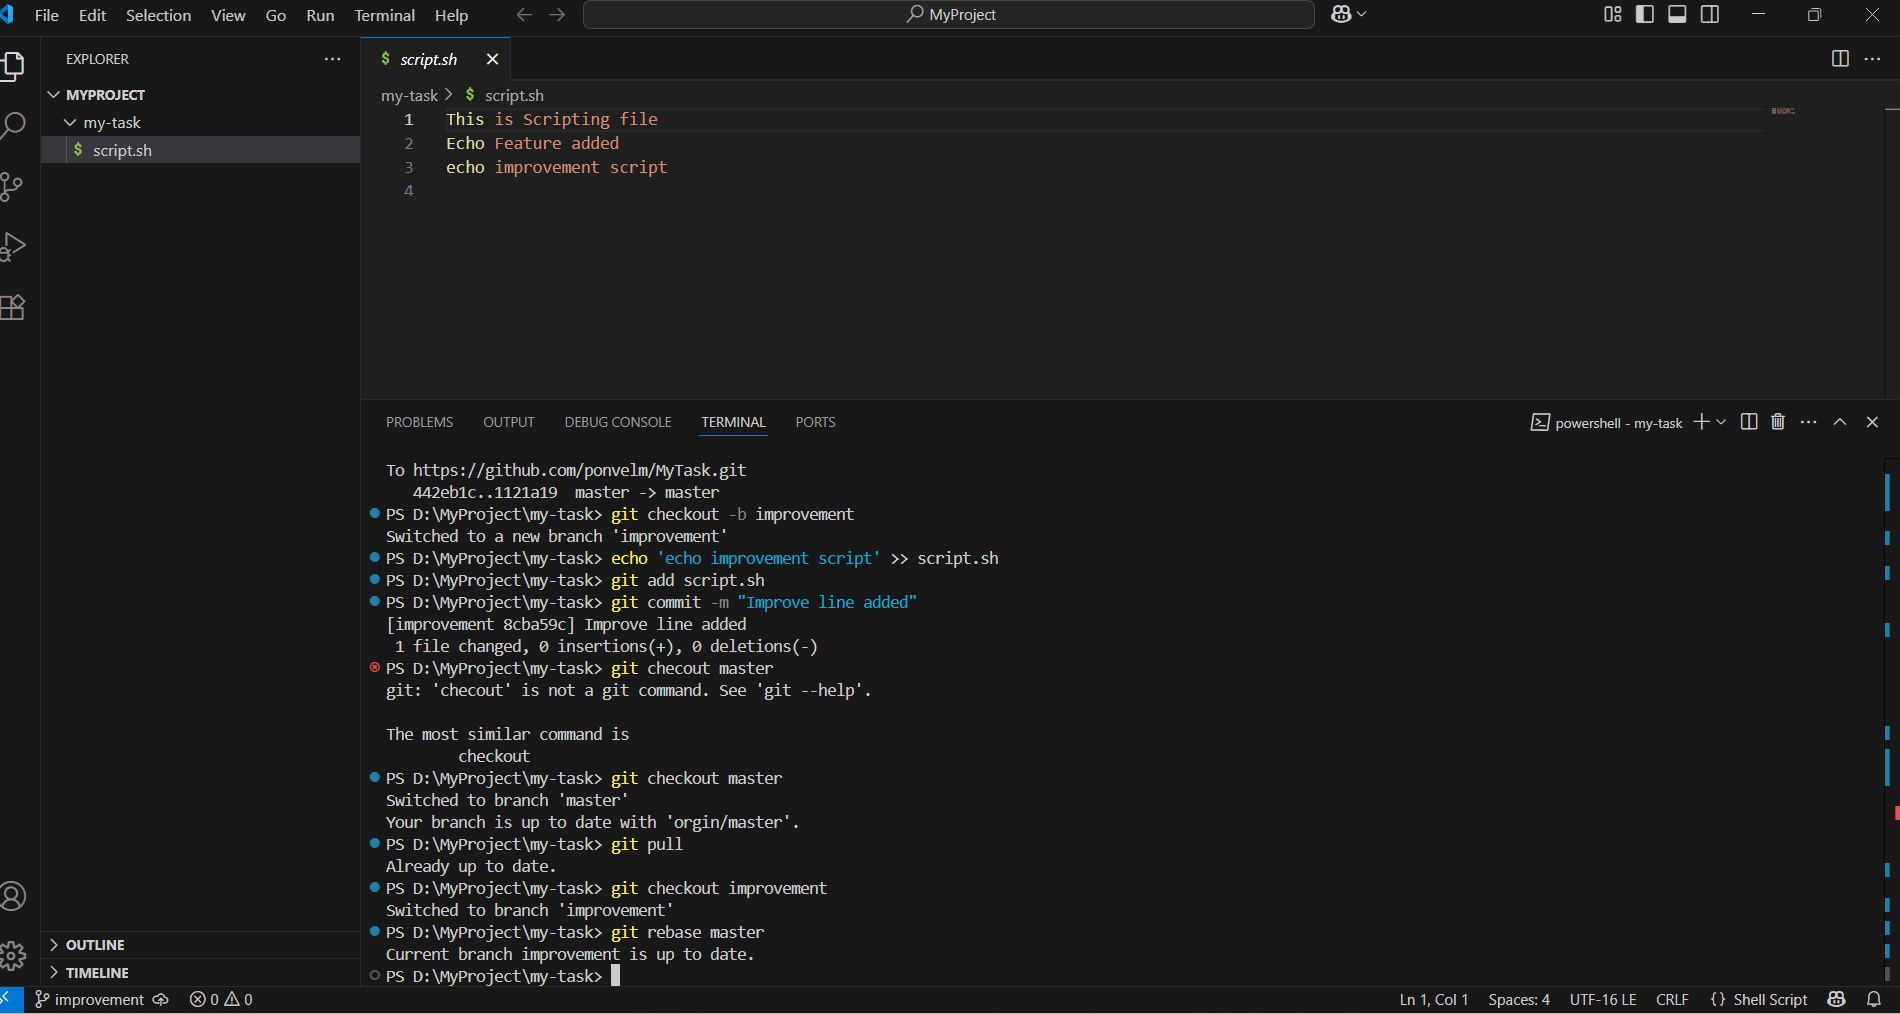 File Edit Selection View Go Run Terminal Help MyProject
EXPLORER
MYPROJECT
my-task
$ script.sh
OUTLINE
TIMELINE
$ script.sh
my-task > $ script.sh
1 This is Scripting file
2 Echo Feature added
3 echo improvement script
4
PROBLEMS OUTPUT DEBUG CONSOLE TERMINAL PORTS powershell - my-task
To https://github.com/ponvelm/MyTask.git
442eb1c..1121a19 master -> master
PS D:\MyProject\my-task> git checkout -b improvement
Switched to a new branch 'improvement'
PS D:\MyProject\my-task> echo 'echo improvement script' >> script.sh
PS D:\MyProject\my-task> git add script.sh
PS D:\MyProject\my-task> git commit -m "Improve line added"
[improvement 8cba59c] Improve line added
1 file changed, 0 insertions(+), 0 deletions(-)
PS D:\MyProject\my-task> git checout master
git: 'checout' is not a git command. See 'git --help'.
The most similar command is
checkout
PS D:\MyProject\my-task> git checkout master
Switched to branch 'master'
Your branch is up to date with 'orgin/master'.
PS D:\MyProject\my-task> git pull
Already up to date.
PS D:\MyProject\my-task> git checkout improvement
Switched to branch 'improvement'
PS D:\MyProject\my-task> git rebase master
Current branch improvement is up to date.
PS D:\MyProject\my-task>
improvement 0 0 Ln 1, Col 1 Spaces: 4 UTF-16 LE CRLF {} Shell Script